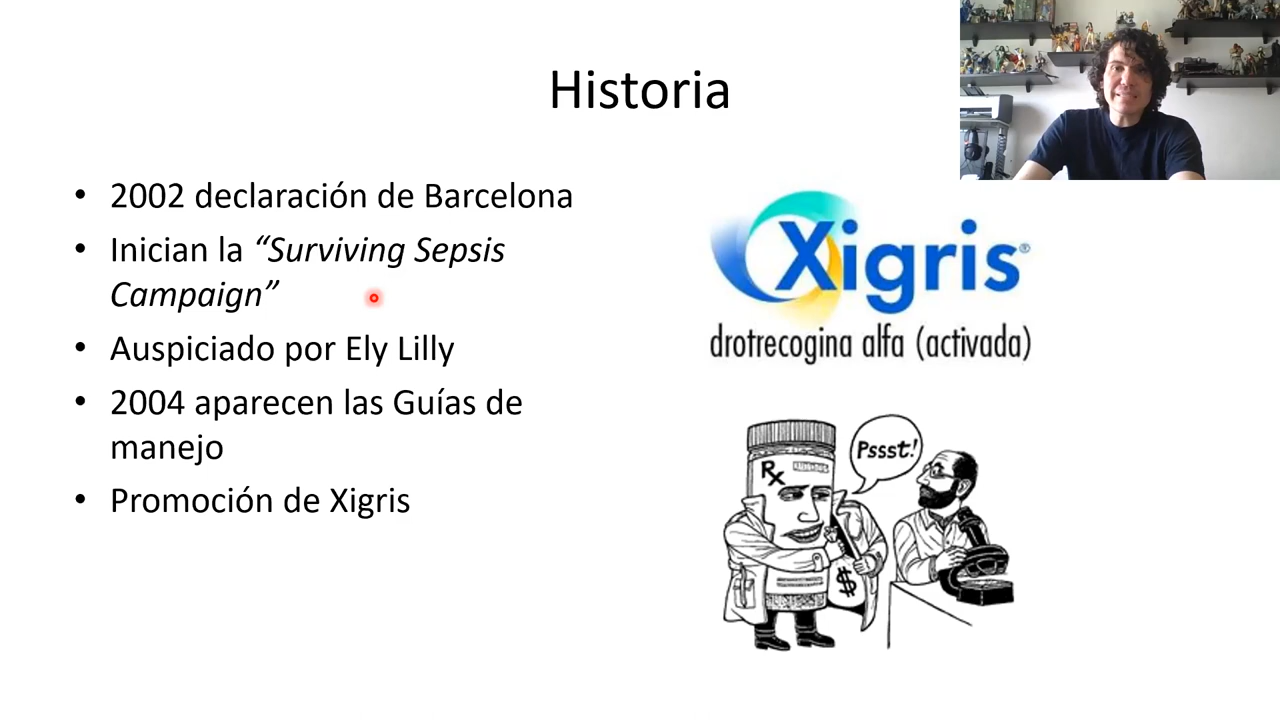 Historia
• 2002 declaración de Barcelona
• Inician la “Surviving Sepsis
Campaign”
• Auspiciado por Ely Lilly
• 2004 aparecen las Guías de
manejo
• Promoción de Xigris
Xigris®
drotrecogina alfa (activada)
Pssst!
Rx
$